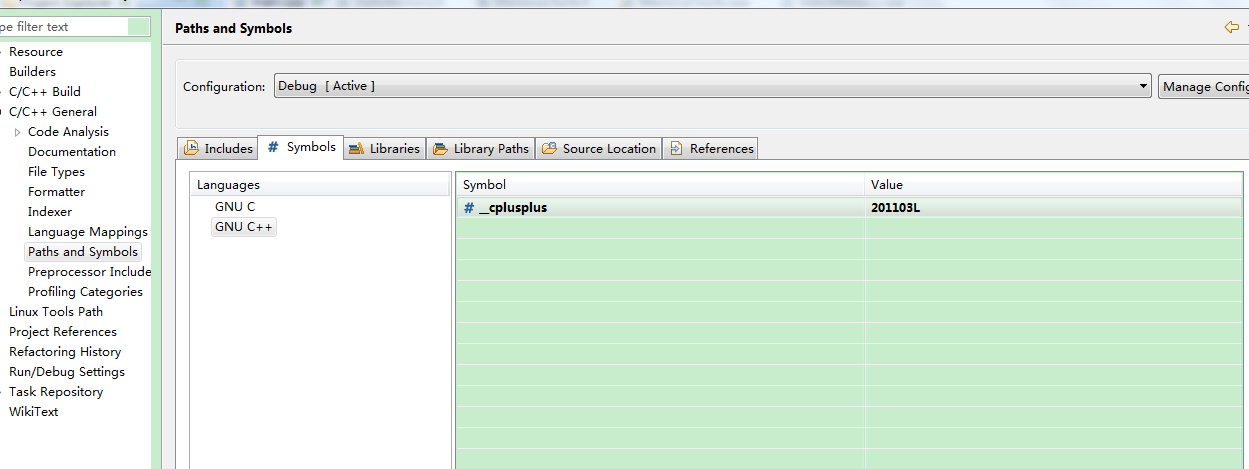 pe filter text
Paths and Symbols
Resource
Builders
C/C++ Build
C/C++ General
Code Analysis
Documentation
File Types
Formatter
Indexer
Language Mappings
Paths and Symbols
Preprocessor Include
Profiling Categories
Linux Tools Path
Project References
Refactoring History
Run/Debug Settings
Task Repository
WikiText
Configuration:
Debug [ Active ]
Manage Config
Includes
# Symbols
Libraries
Library Paths
Source Location
References
Languages
GNU C
GNU C++
Symbol Value
# __cplusplus 201103L